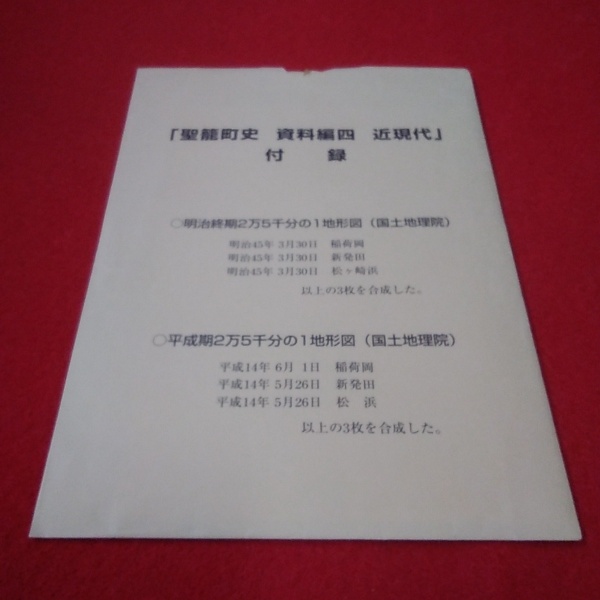 「聖籠町史　資料編四　近現代」
付　録
○明治終期2万5千分の1地形図（国土地理院）
明治45年 3月30日　稲荷岡
明治45年 3月30日　新発田
明治45年 3月30日　松ヶ崎浜
以上の3枚を合成した。
○平成期2万5千分の1地形図（国土地理院）
平成14年 6月 1日　稲荷岡
平成14年 5月26日　新発田
平成14年 5月26日　松　浜
以上の3枚を合成した。